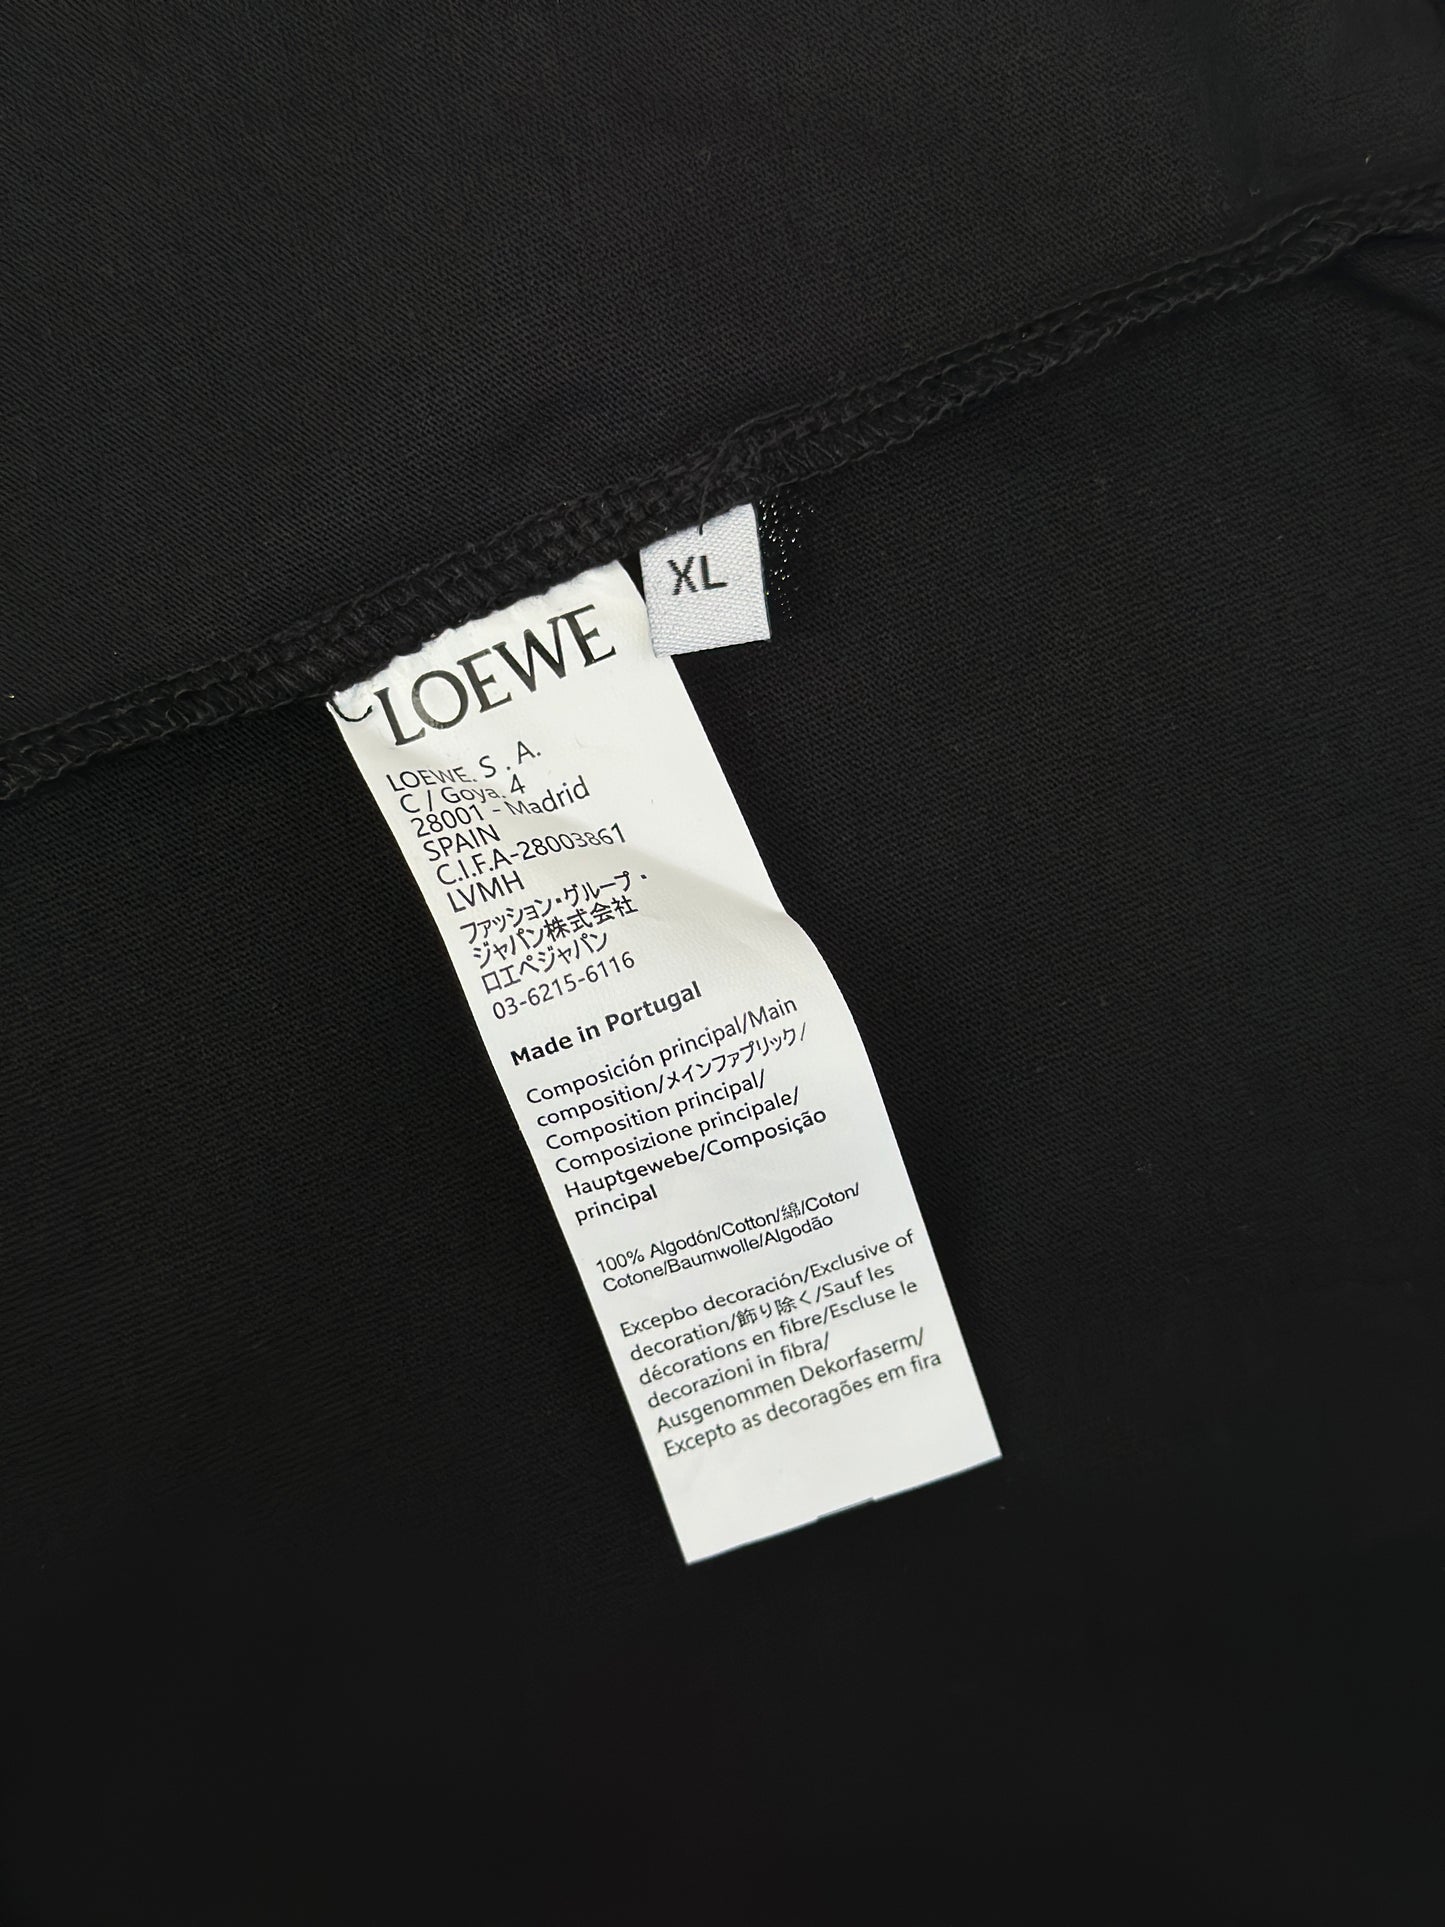 XL
LOEWE
LOEWE. S . A.
C / Goya. 4
28001 - Madrid
SPAIN
C.I.F.A-28003861
LVMH
ファッション・グループ・
ジャパン株式会社
ロエベジャパン
03-6215-6116
Made in Portugal
Composición principal/Main
composition/メインファブリック/
Composition principal/
Composizione principale/
Hauptgewebe/Composição
principal
100% Algodón/Cotton/綿/Coton/
Cotone/Baumwolle/Algodão
Excepbo decoración/Exclusive of
decoration/飾り除く/Sauf les
décorations en fibre/Escluse le
decorazioni in fibra/
Ausgenommen Dekorfaserm/
Excepto as decoragões em fira